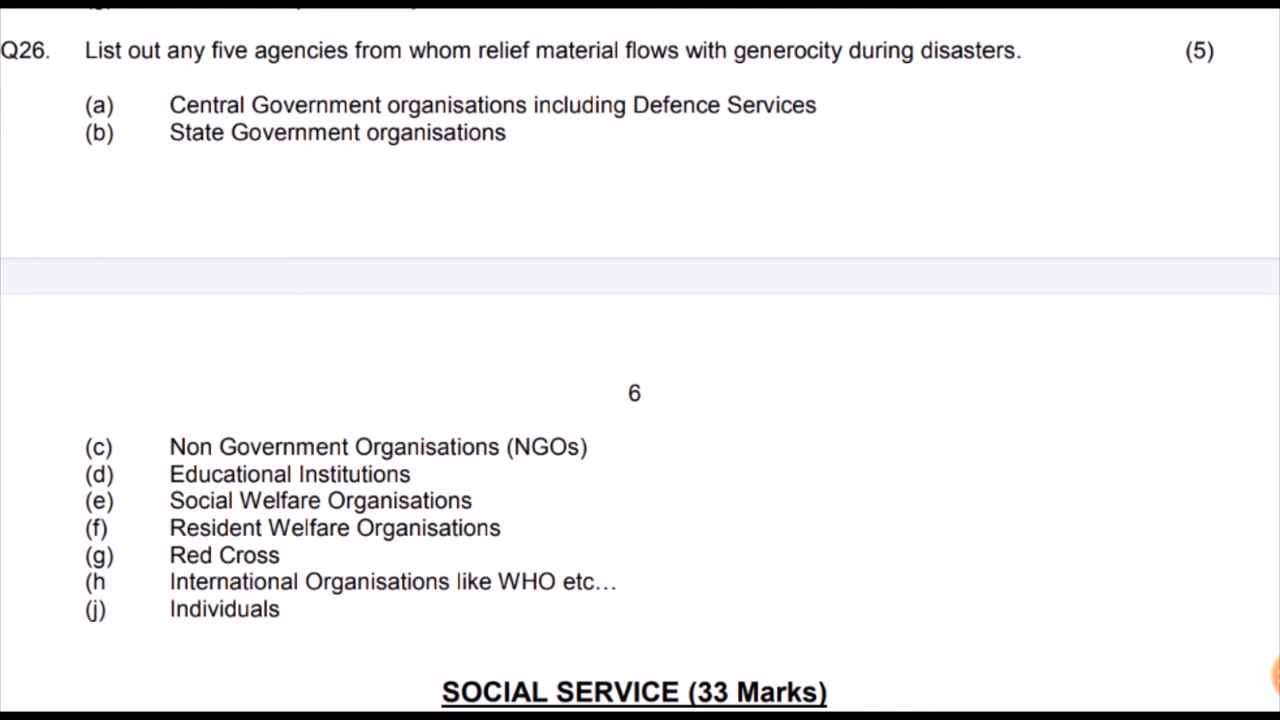 Q26. List out any five agencies from whom relief material flows with generocity during disasters. (5)
(a) Central Government organisations including Defence Services
(b) State Government organisations
6
(c) Non Government Organisations (NGOs)
(d) Educational Institutions
(e) Social Welfare Organisations
(f) Resident Welfare Organisations
(g) Red Cross
(h International Organisations like WHO etc...
(j) Individuals
SOCIAL SERVICE (33 Marks)